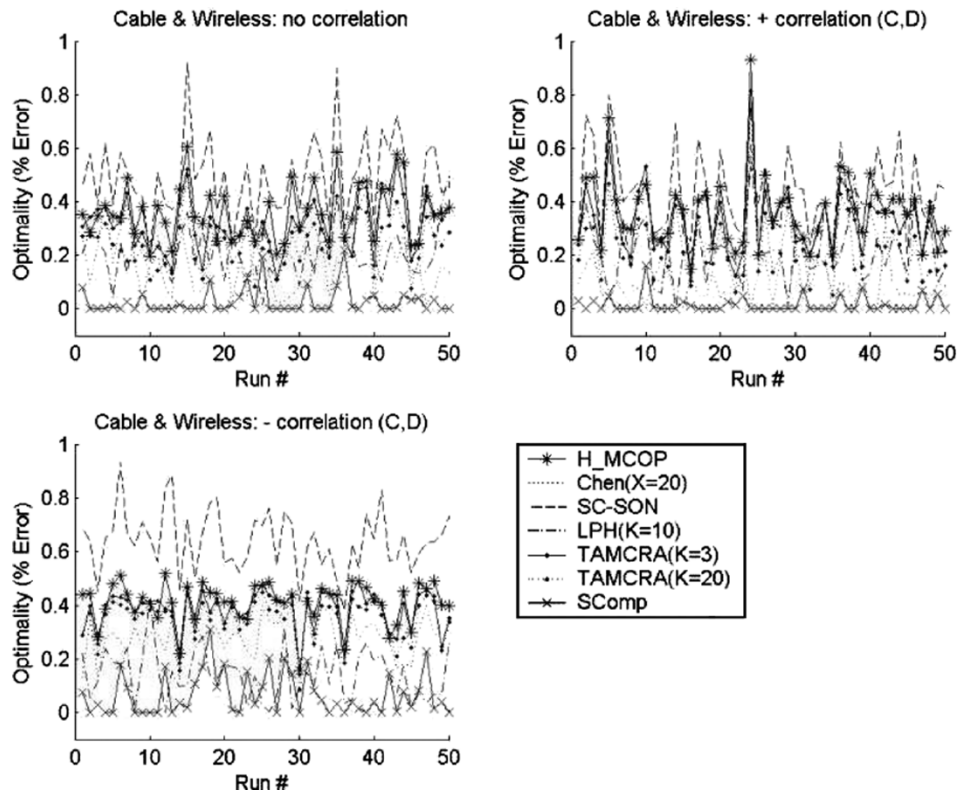 Cable & Wireless: no correlation
Optimality (% Error)
1
0.8
0.6
0.4
0.2
0
0 10 20 30 40 50
Run #
Cable & Wireless: + correlation (C,D)
Optimality (% Error)
1
0.8
0.6
0.4
0.2
0
0 10 20 30 40 50
Run #
Cable & Wireless: - correlation (C,D)
Optimality (% Error)
1
0.8
0.6
0.4
0.2
0
0 10 20 30 40 50
Run #
H_MCOP
Chen(X=20)
SC-SON
LPH(K=10)
TAMCRA(K=3)
TAMCRA(K=20)
SComp